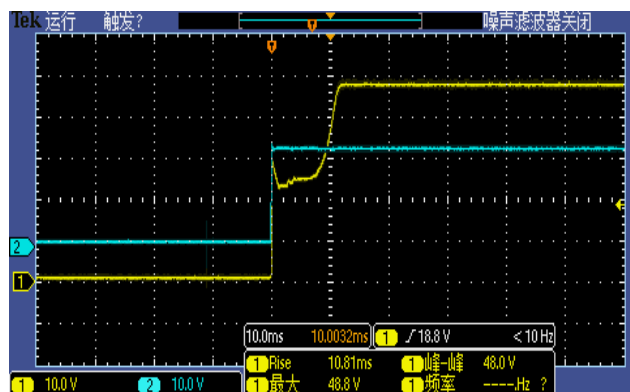 Tek 运行 触发? 噪声滤波器关闭
T
T
2
1
10.0ms 10.0032ms 1 18.8 V < 10 Hz
1 Rise 10.81ms 1 峰-峰 48.0 V
1 最大 48.8 V 1 频率 -----.Hz ?
1 10.0 V 2 10.0 V